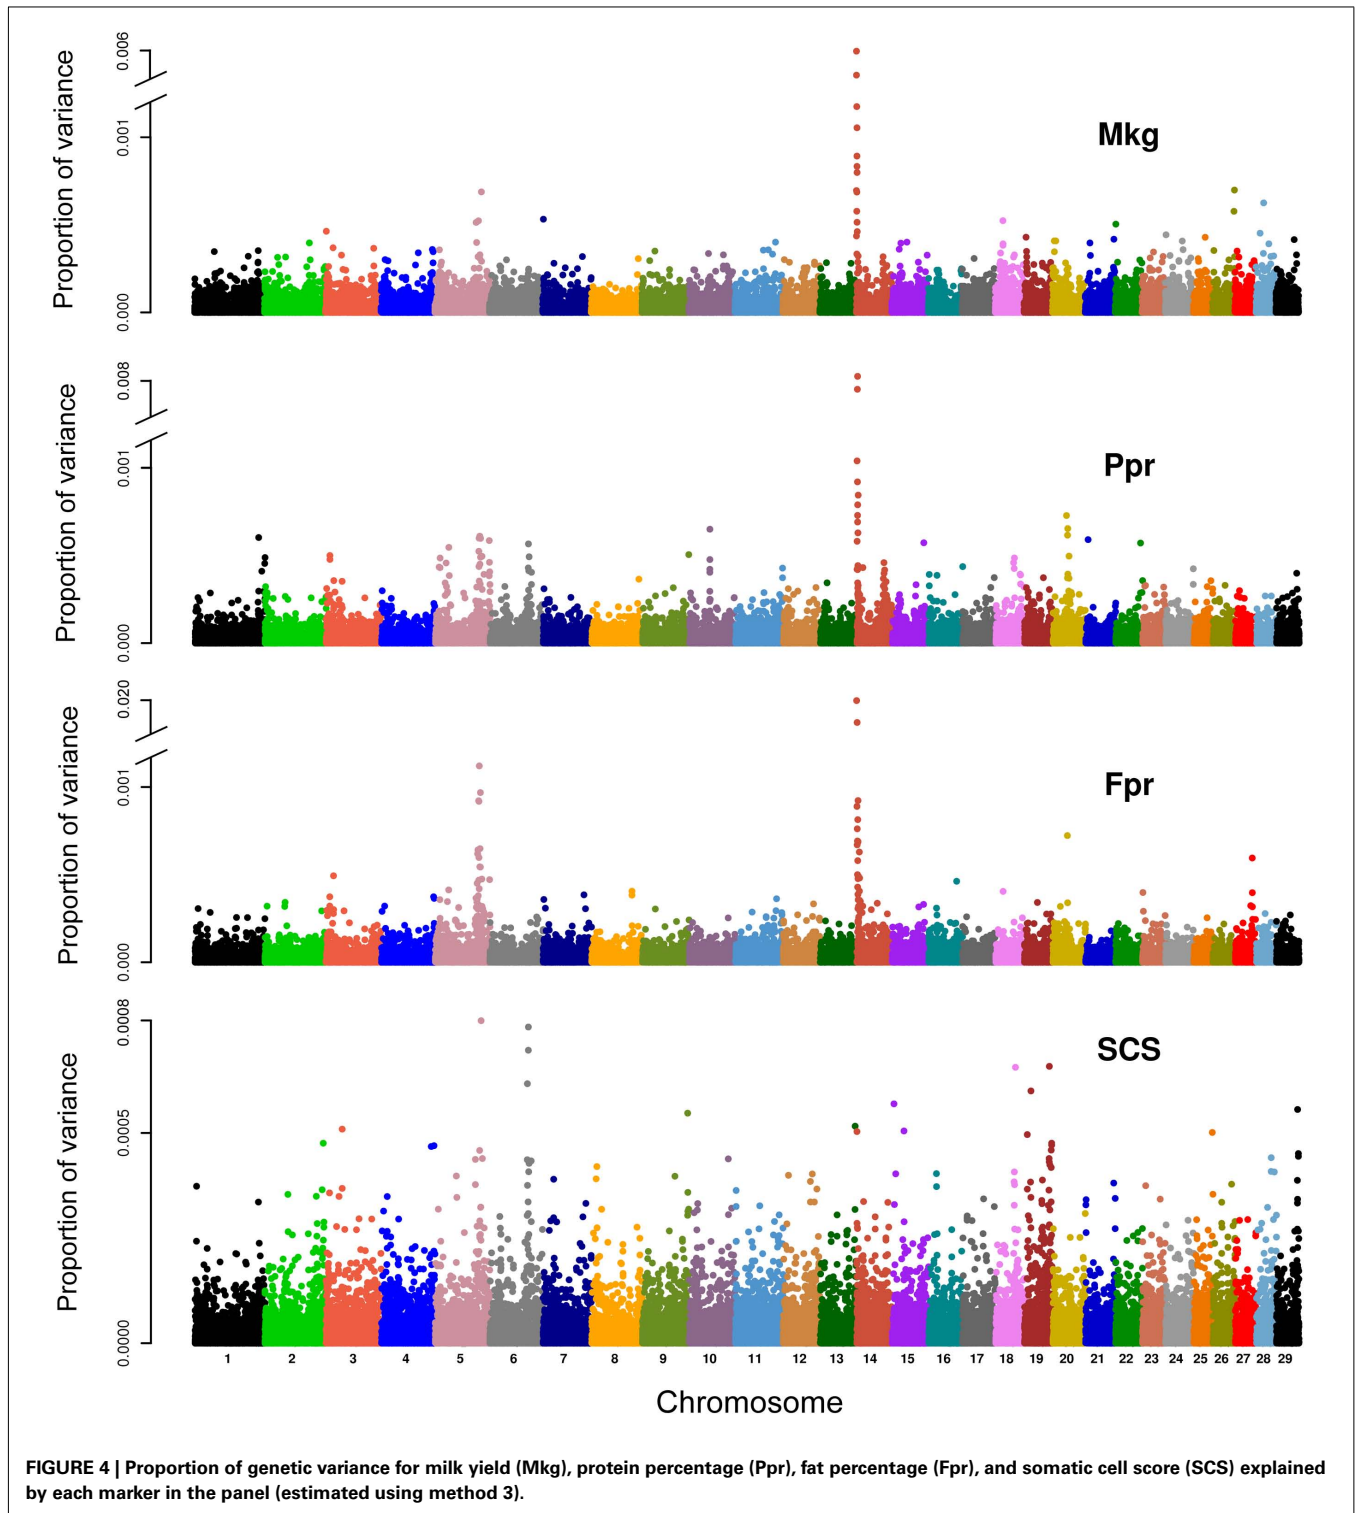 Proportion of variance
0.006
0.001
0.000
Mkg
Proportion of variance
0.008
0.001
0.000
Ppr
Proportion of variance
0.020
0.001
0.000
Fpr
Proportion of variance
0.0008
0.0005
0.0000
SCS
1 2 3 4 5 6 7 8 9 10 11 12 13 14 15 16 17 18 19 20 21 22 23 24 25 26 27 28 29
Chromosome
FIGURE 4 | Proportion of genetic variance for milk yield (Mkg), protein percentage (Ppr), fat percentage (Fpr), and somatic cell score (SCS) explained
by each marker in the panel (estimated using method 3).